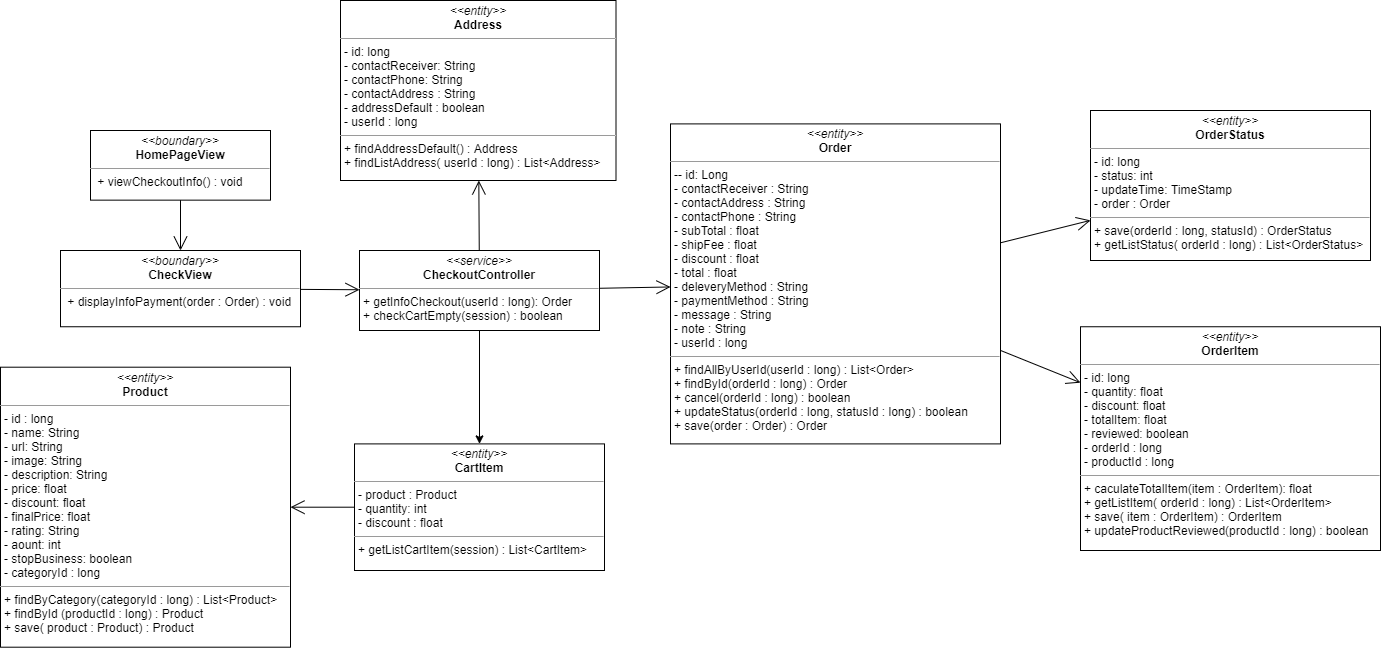 <<entity>>
Address
- id: long
- contactReceiver: String
- contactPhone: String
- contactAddress : String
- addressDefault : boolean
- userId : long
+ findAddressDefault() : Address
+ findListAddress( userId : long) : List<Address>
<<boundary>>
HomePageView
+ viewCheckoutInfo() : void
<<boundary>>
CheckView
+ displayInfoPayment(order : Order) : void
<<service>>
CheckoutController
+ getInfoCheckout(userId : long): Order
+ checkCartEmpty(session) : boolean
<<entity>>
Order
-- id: Long
- contactReceiver : String
- contactAddress : String
- contactPhone : String
- subTotal : float
- shipFee : float
- discount : float
- total : float
- deleveryMethod : String
- paymentMethod : String
- message : String
- note : String
- userId : long
+ findAllByUserId(userId : long) : List<Order>
+ findById(orderId : long) : Order
+ cancel(orderId : long) : boolean
+ updateStatus(orderId : long, statusId : long) : boolean
+ save(order : Order) : Order
<<entity>>
OrderStatus
- id: long
- status: int
- updateTime: TimeStamp
- order : Order
+ save(orderId : long, statusId) : OrderStatus
+ getListStatus( orderId : long) : List<OrderStatus>
<<entity>>
OrderItem
- id: long
- quantity: float
- discount: float
- totalItem: float
- reviewed: boolean
- orderId : long
- productId : long
+ caculateTotalItem(item : OrderItem): float
+ getListItem( orderId : long) : List<OrderItem>
+ save( item : OrderItem) : OrderItem
+ updateProductReviewed(productId : long) : boolean
<<entity>>
Product
- id : long
- name: String
- url: String
- image: String
- description: String
- price: float
- discount: float
- finalPrice: float
- rating: String
- aount: int
- stopBusiness: boolean
- categoryId : long
+ findByCategory(categoryId : long) : List<Product>
+ findById (productId : long) : Product
+ save( product : Product) : Product
<<entity>>
CartItem
- product : Product
- quantity: int
- discount : float
+ getListCartItem(session) : List<CartItem>